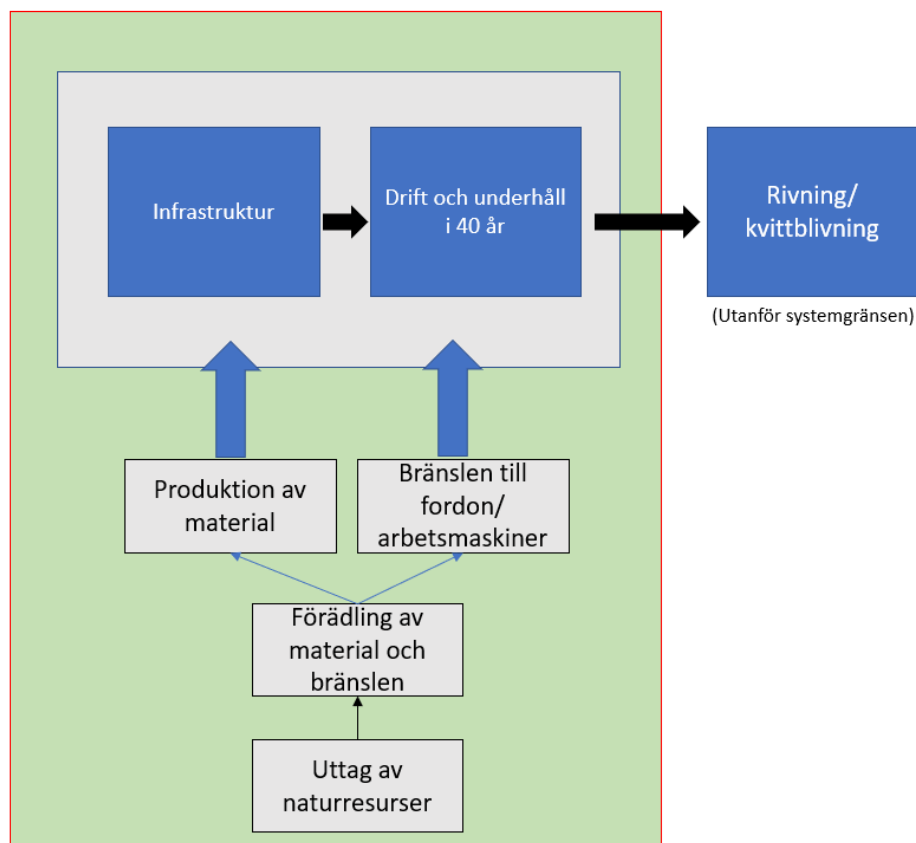 Infrastruktur
Drift och underhåll
i 40 år
Rivning/
kvittblivning
(Utanför systemgränsen)
Produktion av
material
Bränslen till
fordon/
arbetsmaskiner
Förädling av
material och
bränslen
Uttag av
naturresurser